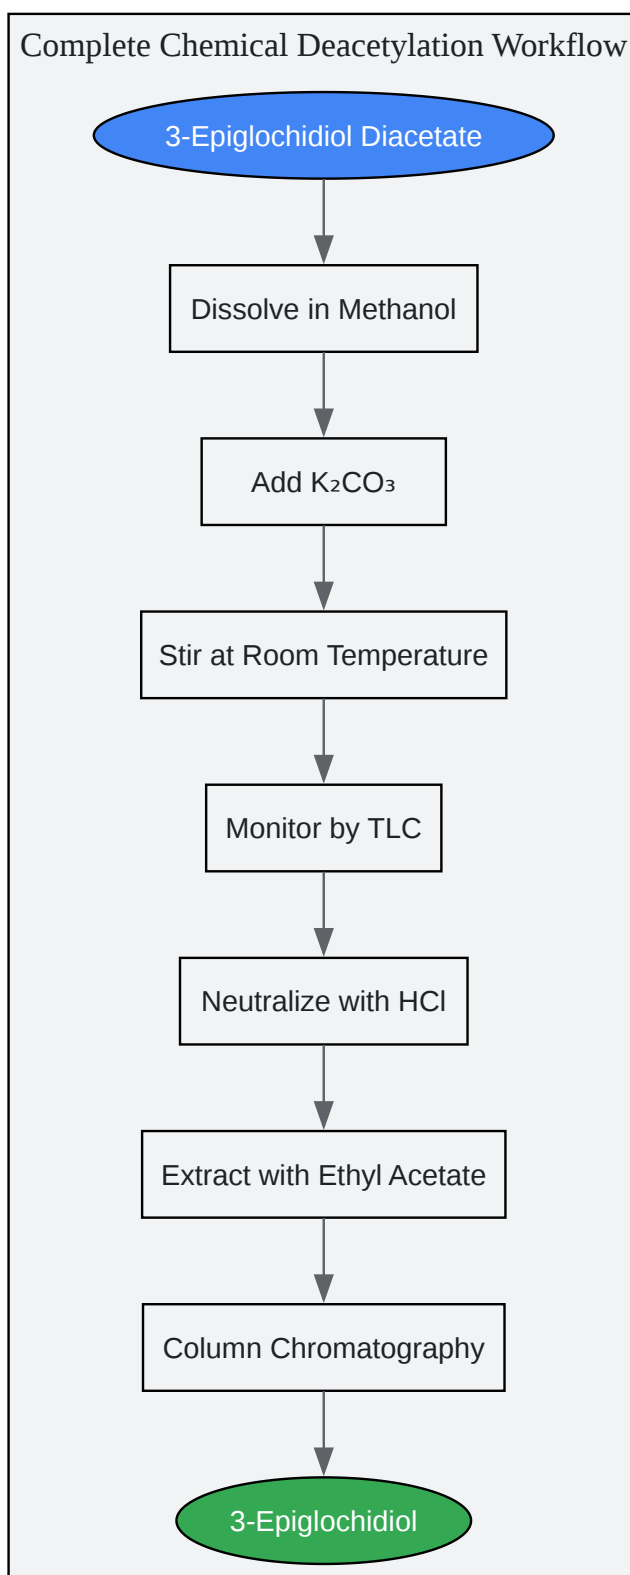 Complete Chemical Deacetylation Workflow
3-Epiglochidiol Diacetate
Dissolve in Methanol
Add K₂CO₃
Stir at Room Temperature
Monitor by TLC
Neutralize with HCl
Extract with Ethyl Acetate
Column Chromatography
3-Epiglochidiol